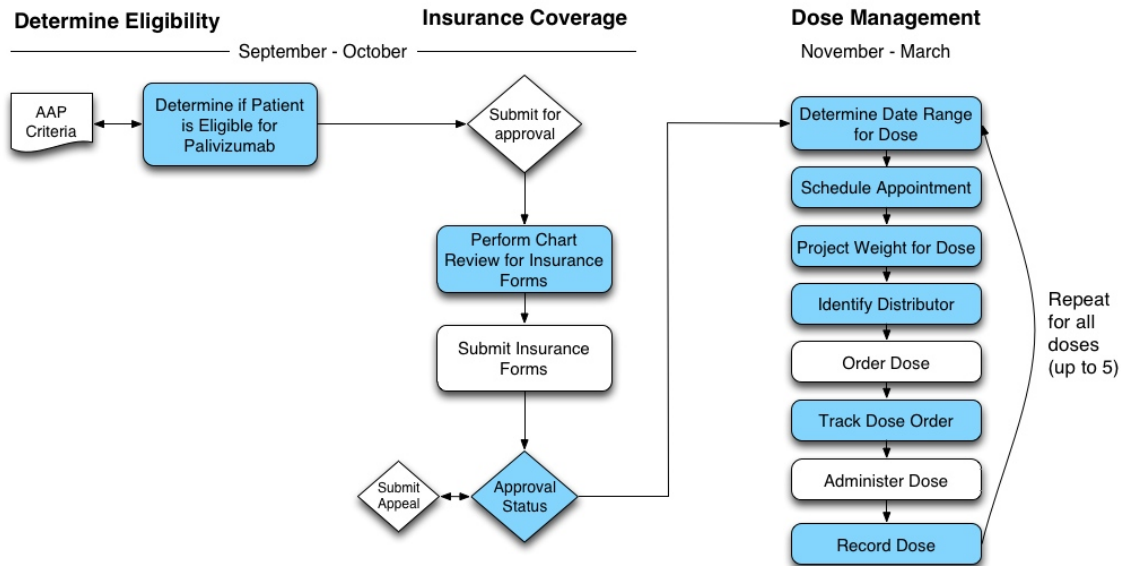 Determine Eligibility
Insurance Coverage
Dose Management
September - October
November - March
AAP
Criteria
Determine if Patient
is Eligible for
Palivizumab
Submit for
approval
Perform Chart
Review for Insurance
Forms
Submit Insurance
Forms
Submit
Appeal
Approval
Status
Determine Date Range
for Dose
Schedule Appointment
Project Weight for Dose
Identify Distributor
Order Dose
Track Dose Order
Administer Dose
Record Dose
Repeat
for all
doses
(up to 5)